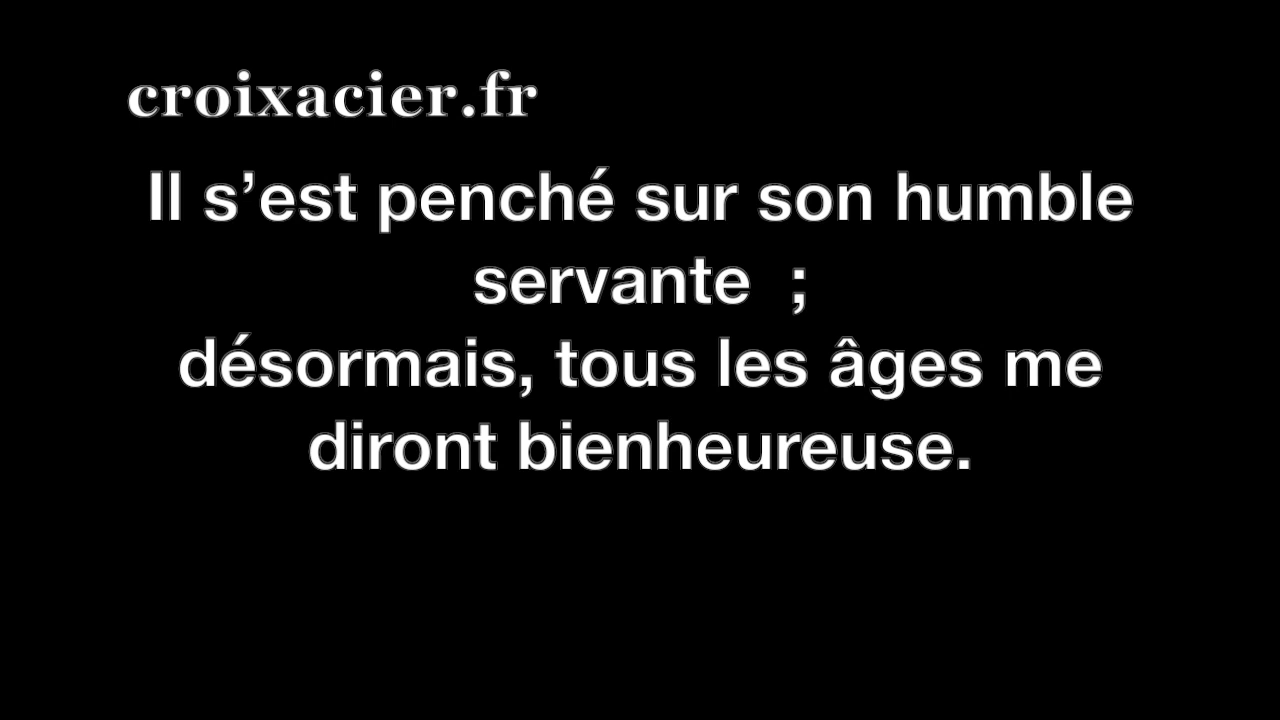 croixacier.fr
Il s’est penché sur son humble
servante  ;
désormais, tous les âges me
diront bienheureuse.